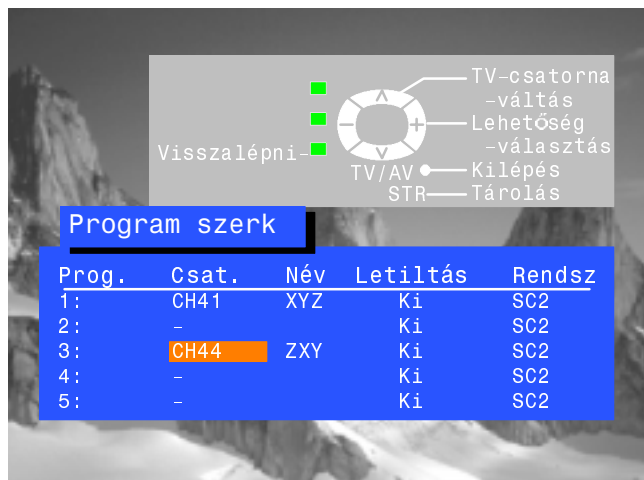 TV-csatorna
-váltás
Lehetőség
-választás
Visszalépni-
TV/AV Kilépés
STR Tárolás
Program szerk
Prog. Csat. Név Letiltás Rendsz
1: CH41 XYZ Ki SC2
2: - Ki SC2
3: CH44 ZXY Ki SC2
4: - Ki SC2
5: - Ki SC2